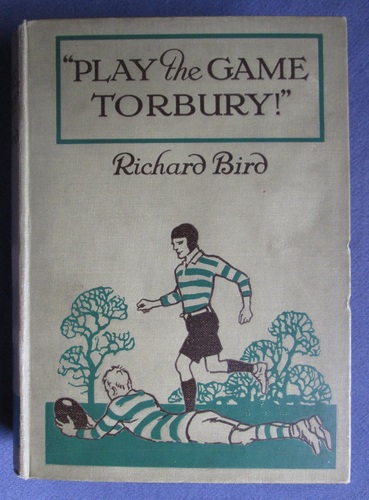 "PLAY the GAME
TORBURY!"
Richard Bird